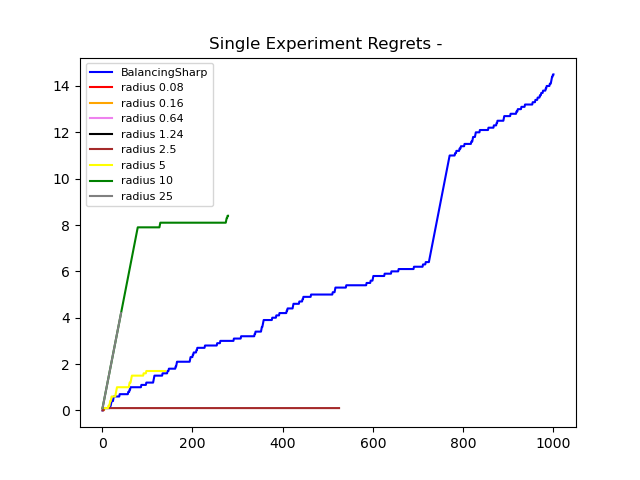 Single Experiment Regrets -
BalancingSharp
radius 0.08
radius 0.16
radius 0.64
radius 1.24
radius 2.5
radius 5
radius 10
radius 25
14
12
10
8
6
4
2
0
0 200 400 600 800 1000